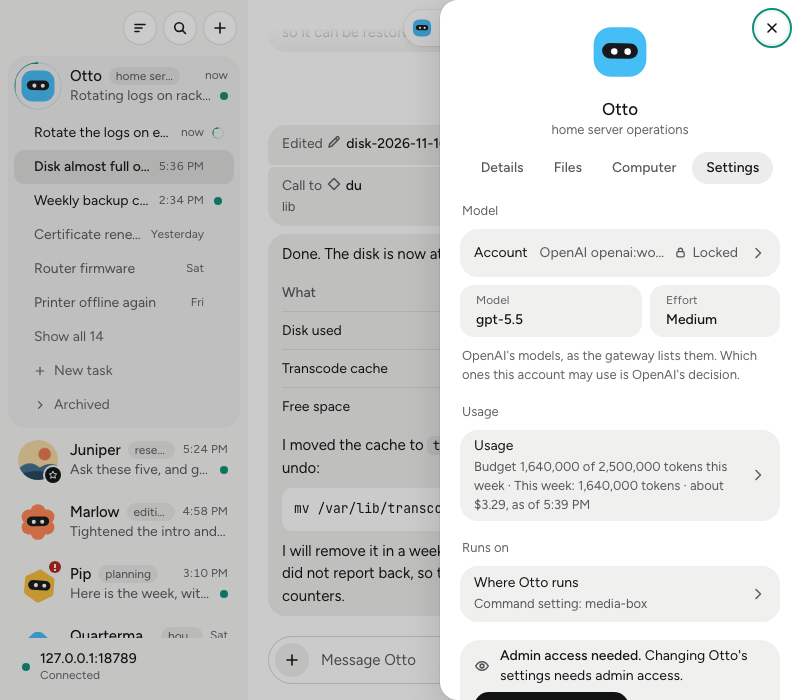 Otto
home ser...
now
Rotating logs on rack...
Rotate the logs on e...
now
Disk almost full o...
5:36 PM
Weekly backup c...
2:34 PM
Certificate rene...
Yesterday
Router firmware
Sat
Printer offline again
Fri
Show all 14
New task
Archived
Juniper
rese...
5:24 PM
Ask these five, and g...
Marlow
editi...
4:58 PM
Tightened the intro and...
Pip
planning
3:10 PM
Here is the week, wit...
Quarterma
hou...
Sat
127.0.0.1:18789
Connected
so it can be restor
Edited disk-2026-11-1
Call to du
lib
Done. The disk is now at
What
Disk used
Transcode cache
Free space
I moved the cache to t
undo:
mv /var/lib/transco
I will remove it in a week
did not report back, so t
counters.
Message Otto
Otto
home server operations
Details
Files
Computer
Settings
Model
Account
OpenAI openai:wo...
Locked
Model
gpt-5.5
Effort
Medium
OpenAI's models, as the gateway lists them. Which
ones this account may use is OpenAI's decision.
Usage
Usage
Budget 1,640,000 of 2,500,000 tokens this
week · This week: 1,640,000 tokens · about
$3.29, as of 5:39 PM
Runs on
Where Otto runs
Command setting: media-box
Admin access needed. Changing Otto's
settings needs admin access.